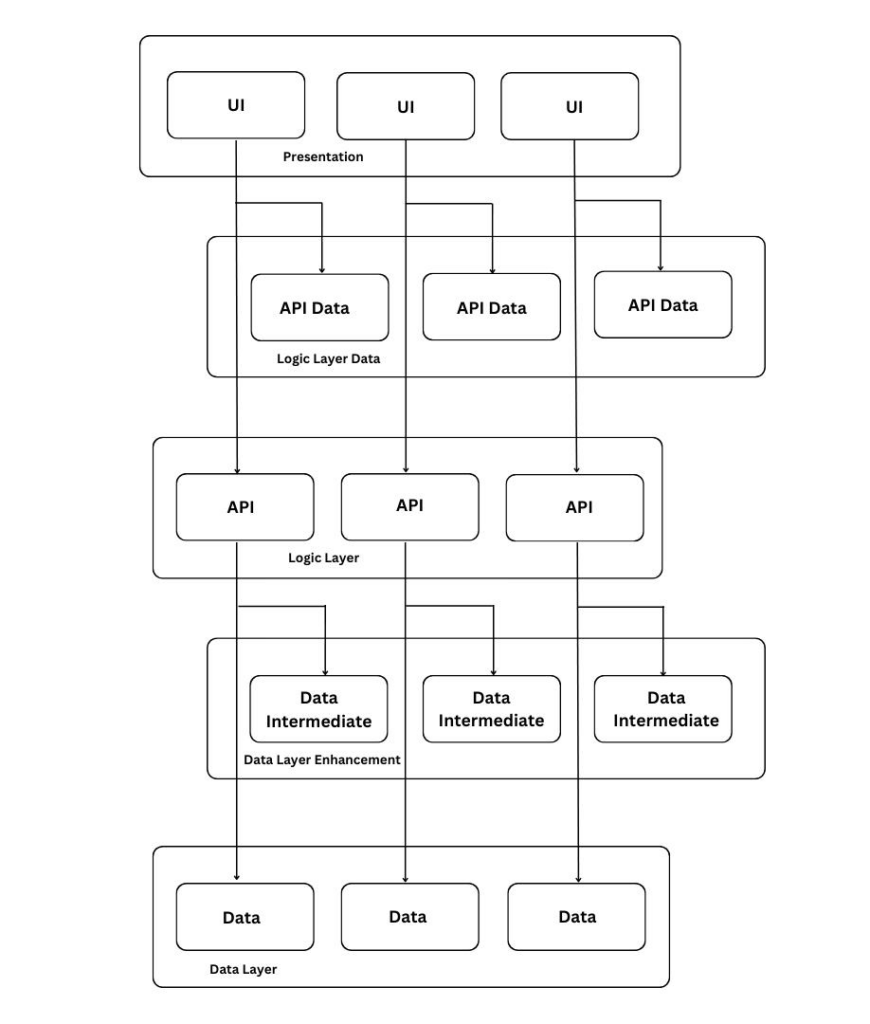 UI
UI
UI
Presentation
API Data
API Data
API Data
Logic Layer Data
API
API
API
Logic Layer
Data
Intermediate
Data
Intermediate
Data
Intermediate
Data Layer Enhancement
Data
Data
Data
Data Layer